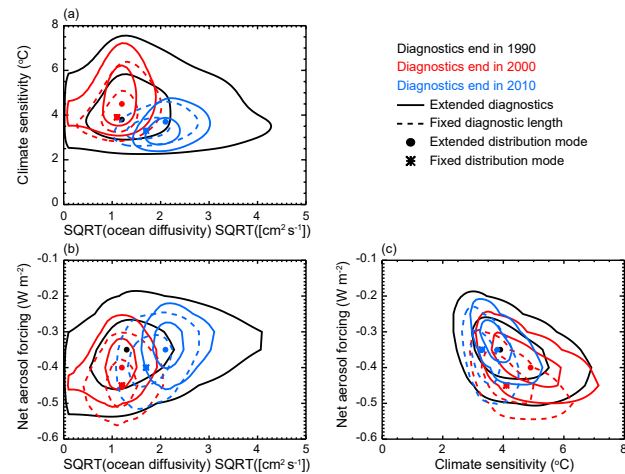 (a)
8
6
4
2
0
Climate sensitivity (°C)
0 1 2 3 4 5
SQRT(ocean diffusivity) SQRT([cm² s⁻¹)
Diagnostics end in 1990
Diagnostics end in 2000
Diagnostics end in 2010
Extended diagnostics
Fixed diagnostic length
Extended distribution mode
Fixed distribution mode
(b)
-0.1
-0.2
-0.3
-0.4
-0.5
-0.6
Net aerosol forcing (W m⁻²)
0 1 2 3 4 5
SQRT(ocean diffusivity) SQRT([cm² s⁻¹)
(c)
-0.1
-0.2
-0.3
-0.4
-0.5
-0.6
Net aerosol forcing (W m⁻²)
0 2 4 6 8
Climate sensitivity (°C)